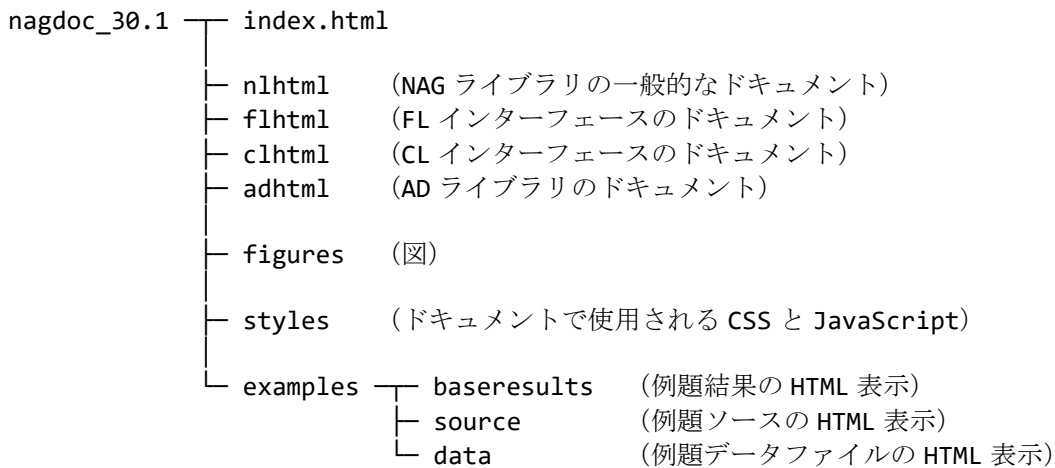 nagdoc_30.1 ─┬─ index.html
├─ nlhtml （NAG ライブラリの一般的なドキュメント）
├─ flhtml （FL インターフェースのドキュメント）
├─ clhtml （CL インターフェースのドキュメント）
├─ adhtml （AD ライブラリのドキュメント）
├─ figures （図）
├─ styles （ドキュメントで使用される CSS と JavaScript）
└─ examples ─┬─ baseresults （例題結果の HTML 表示）
├─ source （例題ソースの HTML 表示）
└─ data （例題データファイルの HTML 表示）